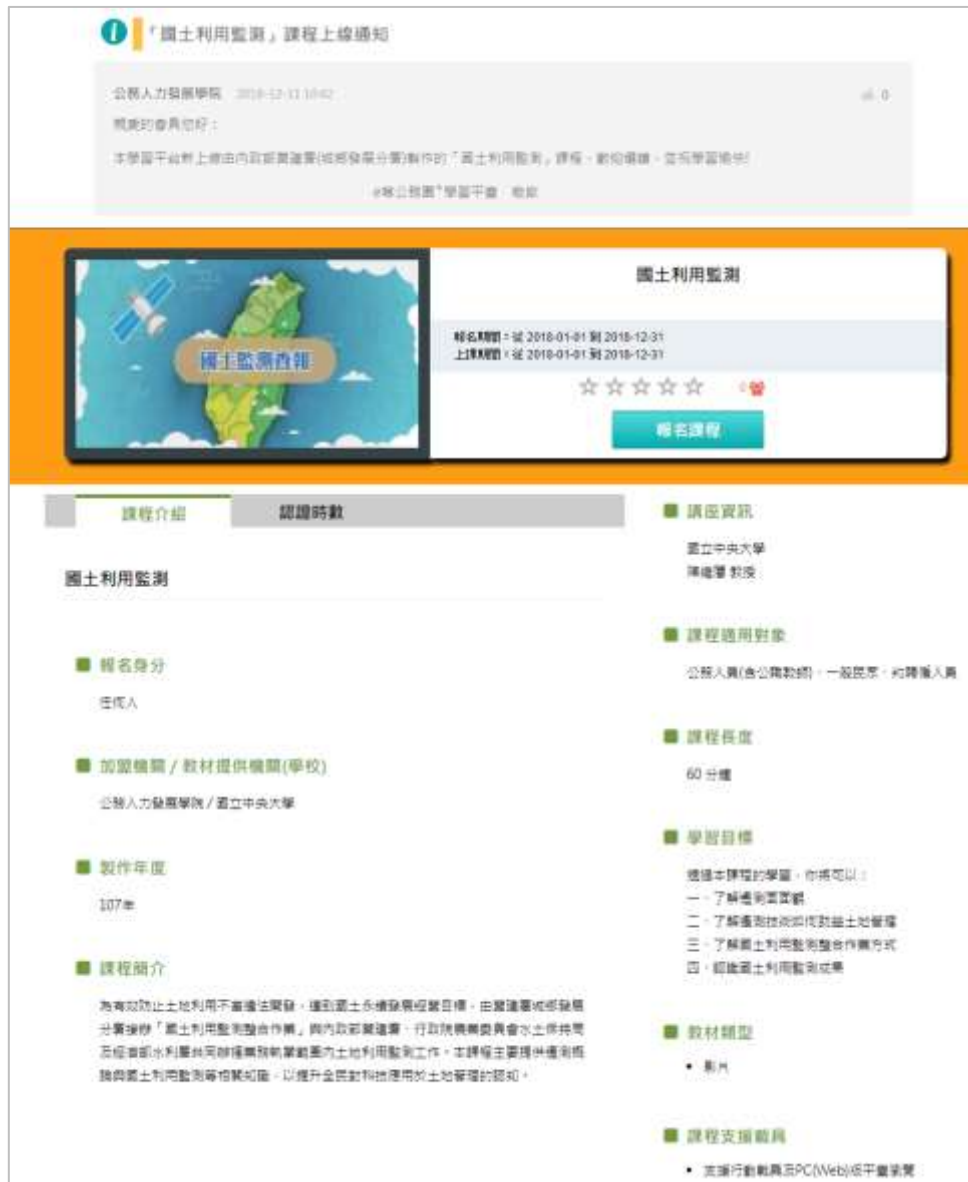 「國土利用監測」課程上線通知
公務人力發展學院 2018-12-11 10:02
0
親愛的會員您好：
本學習平台新上線由內政部營建署(城鄉發展分署)製作的「國土利用監測」課程，歡迎選讀，並祝學習愉快!
e等公務園⁺學習平臺 敬啟
國土監測查報
國土利用監測
報名期間：從 2018-01-01 到 2018-12-31
上課期間：從 2018-01-01 到 2018-12-31
報名課程
課程介紹
認證時數
國土利用監測
報名身分
任何人
加盟機關 / 教材提供機關(學校)
公務人力發展學院 / 國立中央大學
製作年度
107年
課程簡介
為有效防止土地利用不當違法開發，達到國土永續發展經營目標，由營建署城鄉發展
分署接辦「國土利用監測整合作業」與內政部營建署、行政院農業委員會水土保持局
及經濟部水利署共同辦理業務執掌範圍內土地利用監測工作。本課程主要提供遙測概
論與國土利用監測等相關知識，以提升全民對科技應用於土地管理的認知。
講座資訊
國立中央大學
陳繼藩 教授
課程適用對象
公務人員(含公職教師)、一般民眾、約聘僱人員
課程長度
60 分鐘
學習目標
透過本課程的學習，你將可以：
一、了解遙測面面觀
二、了解遙測技術如何助益土地管理
三、了解國土利用監測整合作業方式
四、認識國土利用監測成果
教材類型
• 影片
課程支援載具
• 支援行動載具及PC(Web)版平臺瀏覽